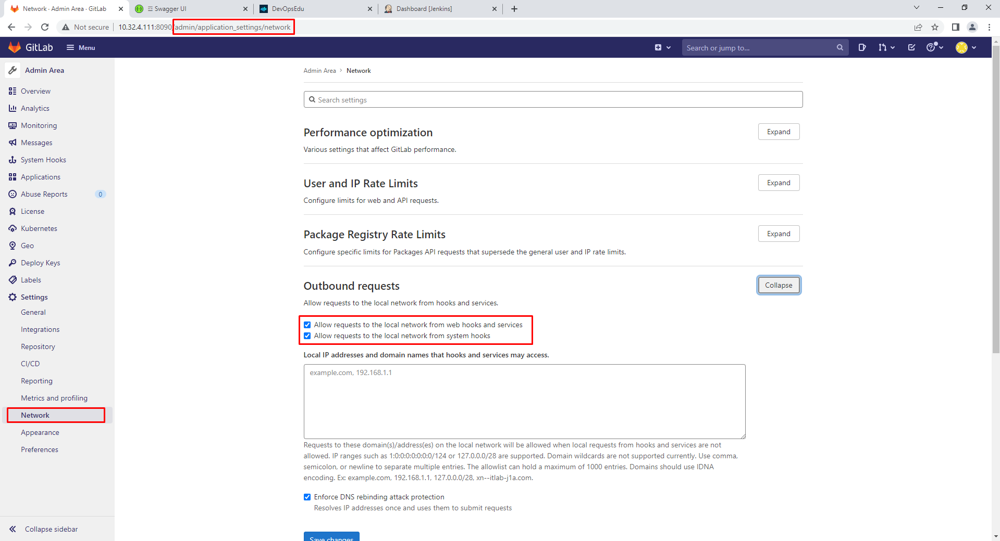 Network · Admin Area · GitLab
Swagger UI
DevOpsEdu
Dashboard [Jenkins]
Not secure
10.32.4.111:8090/admin/application_settings/network
GitLab
Menu
Search or jump to...
Admin Area
Overview
Analytics
Monitoring
Messages
System Hooks
Applications
Abuse Reports 0
License
Kubernetes
Geo
Deploy Keys
Labels
Settings
General
Integrations
Repository
CI/CD
Reporting
Metrics and profiling
Network
Appearance
Preferences
Collapse sidebar
Admin Area > Network
Search settings
Performance optimization
Expand
Various settings that affect GitLab performance.
User and IP Rate Limits
Expand
Configure limits for web and API requests.
Package Registry Rate Limits
Expand
Configure specific limits for Packages API requests that supersede the general user and IP rate limits.
Outbound requests
Collapse
Allow requests to the local network from hooks and services.
Allow requests to the local network from web hooks and services
Allow requests to the local network from system hooks
Local IP addresses and domain names that hooks and services may access.
example.com, 192.168.1.1
Requests to these domain(s)/address(es) on the local network will be allowed when local requests from hooks and services are not
allowed. IP ranges such as 1:0:0:0:0:0:0:0/124 or 127.0.0.0/28 are supported. Domain wildcards are not supported currently. Use comma,
semicolon, or newline to separate multiple entries. The allowlist can hold a maximum of 1000 entries. Domains should use IDNA
encoding. Ex: example.com, 192.168.1.1, 127.0.0.0/28, xn--itlab-j1a.com.
Enforce DNS rebinding attack protection
Resolves IP addresses once and uses them to submit requests
Save changes